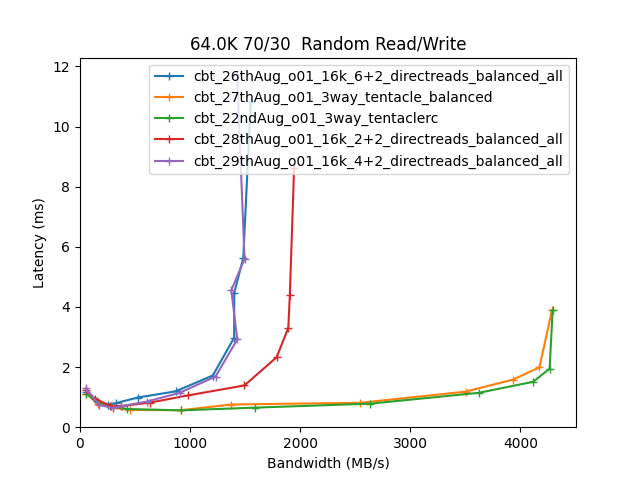 64.0K 70/30  Random Read/Write
cbt_26thAug_o01_16k_6+2_directreads_balanced_all
cbt_27thAug_o01_3way_tentacle_balanced
cbt_22ndAug_o01_3way_tentaclerc
cbt_28thAug_o01_16k_2+2_directreads_balanced_all
cbt_29thAug_o01_16k_4+2_directreads_balanced_all
Latency (ms)
12
10
8
6
4
2
0
0 1000 2000 3000 4000
Bandwidth (MB/s)